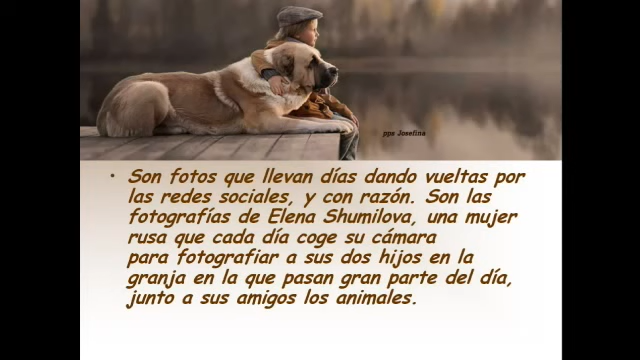 pps Josefina
• Son fotos que llevan días dando vueltas por
las redes sociales, y con razón. Son las
fotografías de Elena Shumilova, una mujer
rusa que cada día coge su cámara
para fotografiar a sus dos hijos en la
granja en la que pasan gran parte del día,
junto a sus amigos los animales.